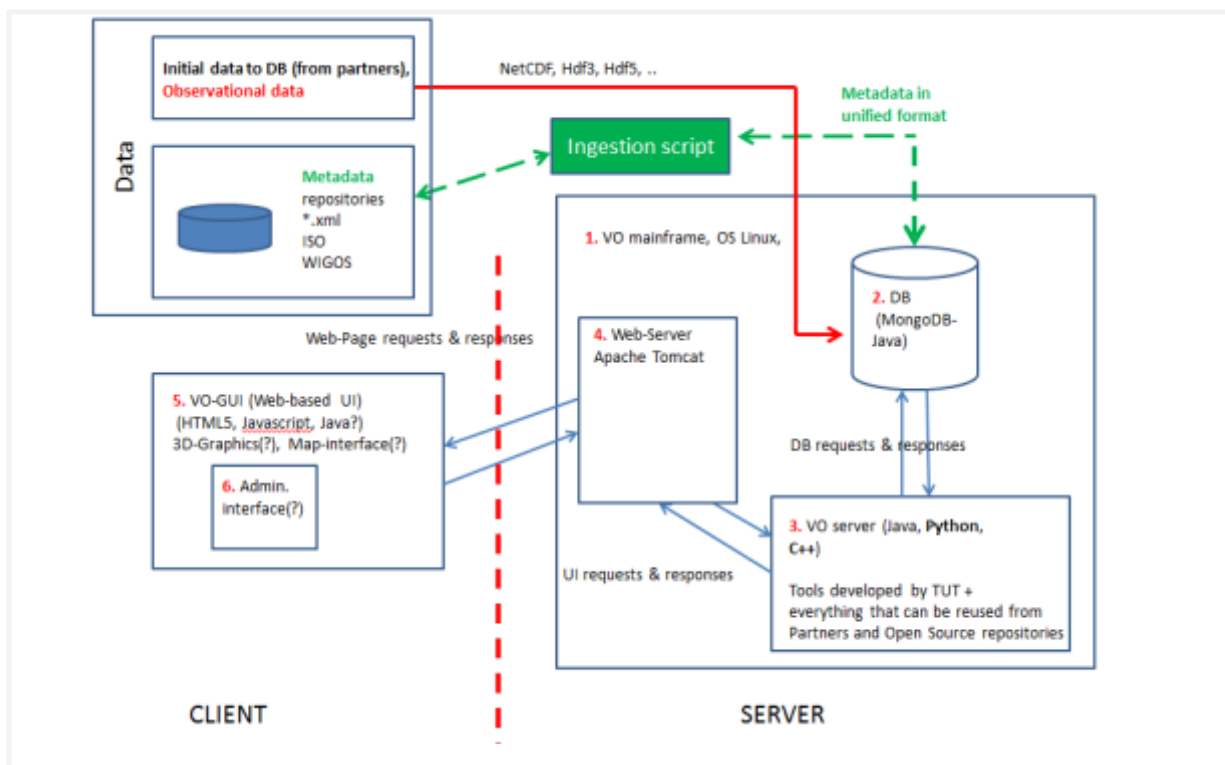 Initial data to DB (from partners),
Observational data
NetCDF, Hdf3, Hdf5, ..
Metadata in
unified format
Ingestion script
Data
Metadata
repositories
*.xml
ISO
WIGOS
1. VO mainframe, OS Linux,
2. DB
(MongoDB-
Java)
Web-Page requests & responses
4. Web-Server
Apache Tomcat
5. VO-GUI (Web-based UI)
(HTML5, Javascript, Java?)
3D-Graphics(?), Map-interface(?)
6. Admin.
interface(?)
DB requests & responses
3. VO server (Java, Python,
C++)
Tools developed by TUT +
everything that can be reused from
Partners and Open Source repositories
UI requests & responses
CLIENT
SERVER